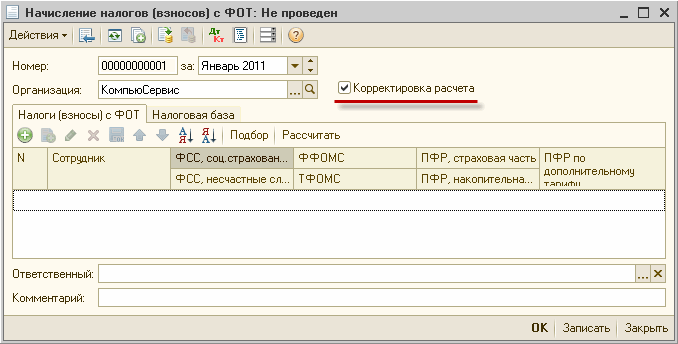 Начисление налогов (взносов) с ФОТ: Не проведен
Действия Дт Кт
Номер: 00000000001 за: Январь 2011
Организация: КомпьюСервис ... Корректировка расчета
Налоги (взносы) с ФОТ Налоговая база
Подбор Рассчитать
N Сотрудник ФСС, соц.страхован... ФФОМС ПФР, страховая часть ПФР по дополнительному тарифу
ФСС, несчастные сл... ТФОМС ПФР, накопительна...
Ответственный: ...
Комментарий:
OK Записать Закрыть